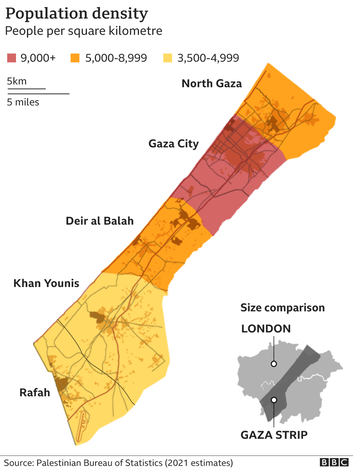 Population density
People per square kilometre
9,000+ 5,000-8,999 3,500-4,999
5km
5 miles
North Gaza
Gaza City
Deir al Balah
Khan Younis
Rafah
Size comparison
LONDON
GAZA STRIP
Source: Palestinian Bureau of Statistics (2021 estimates) BBC